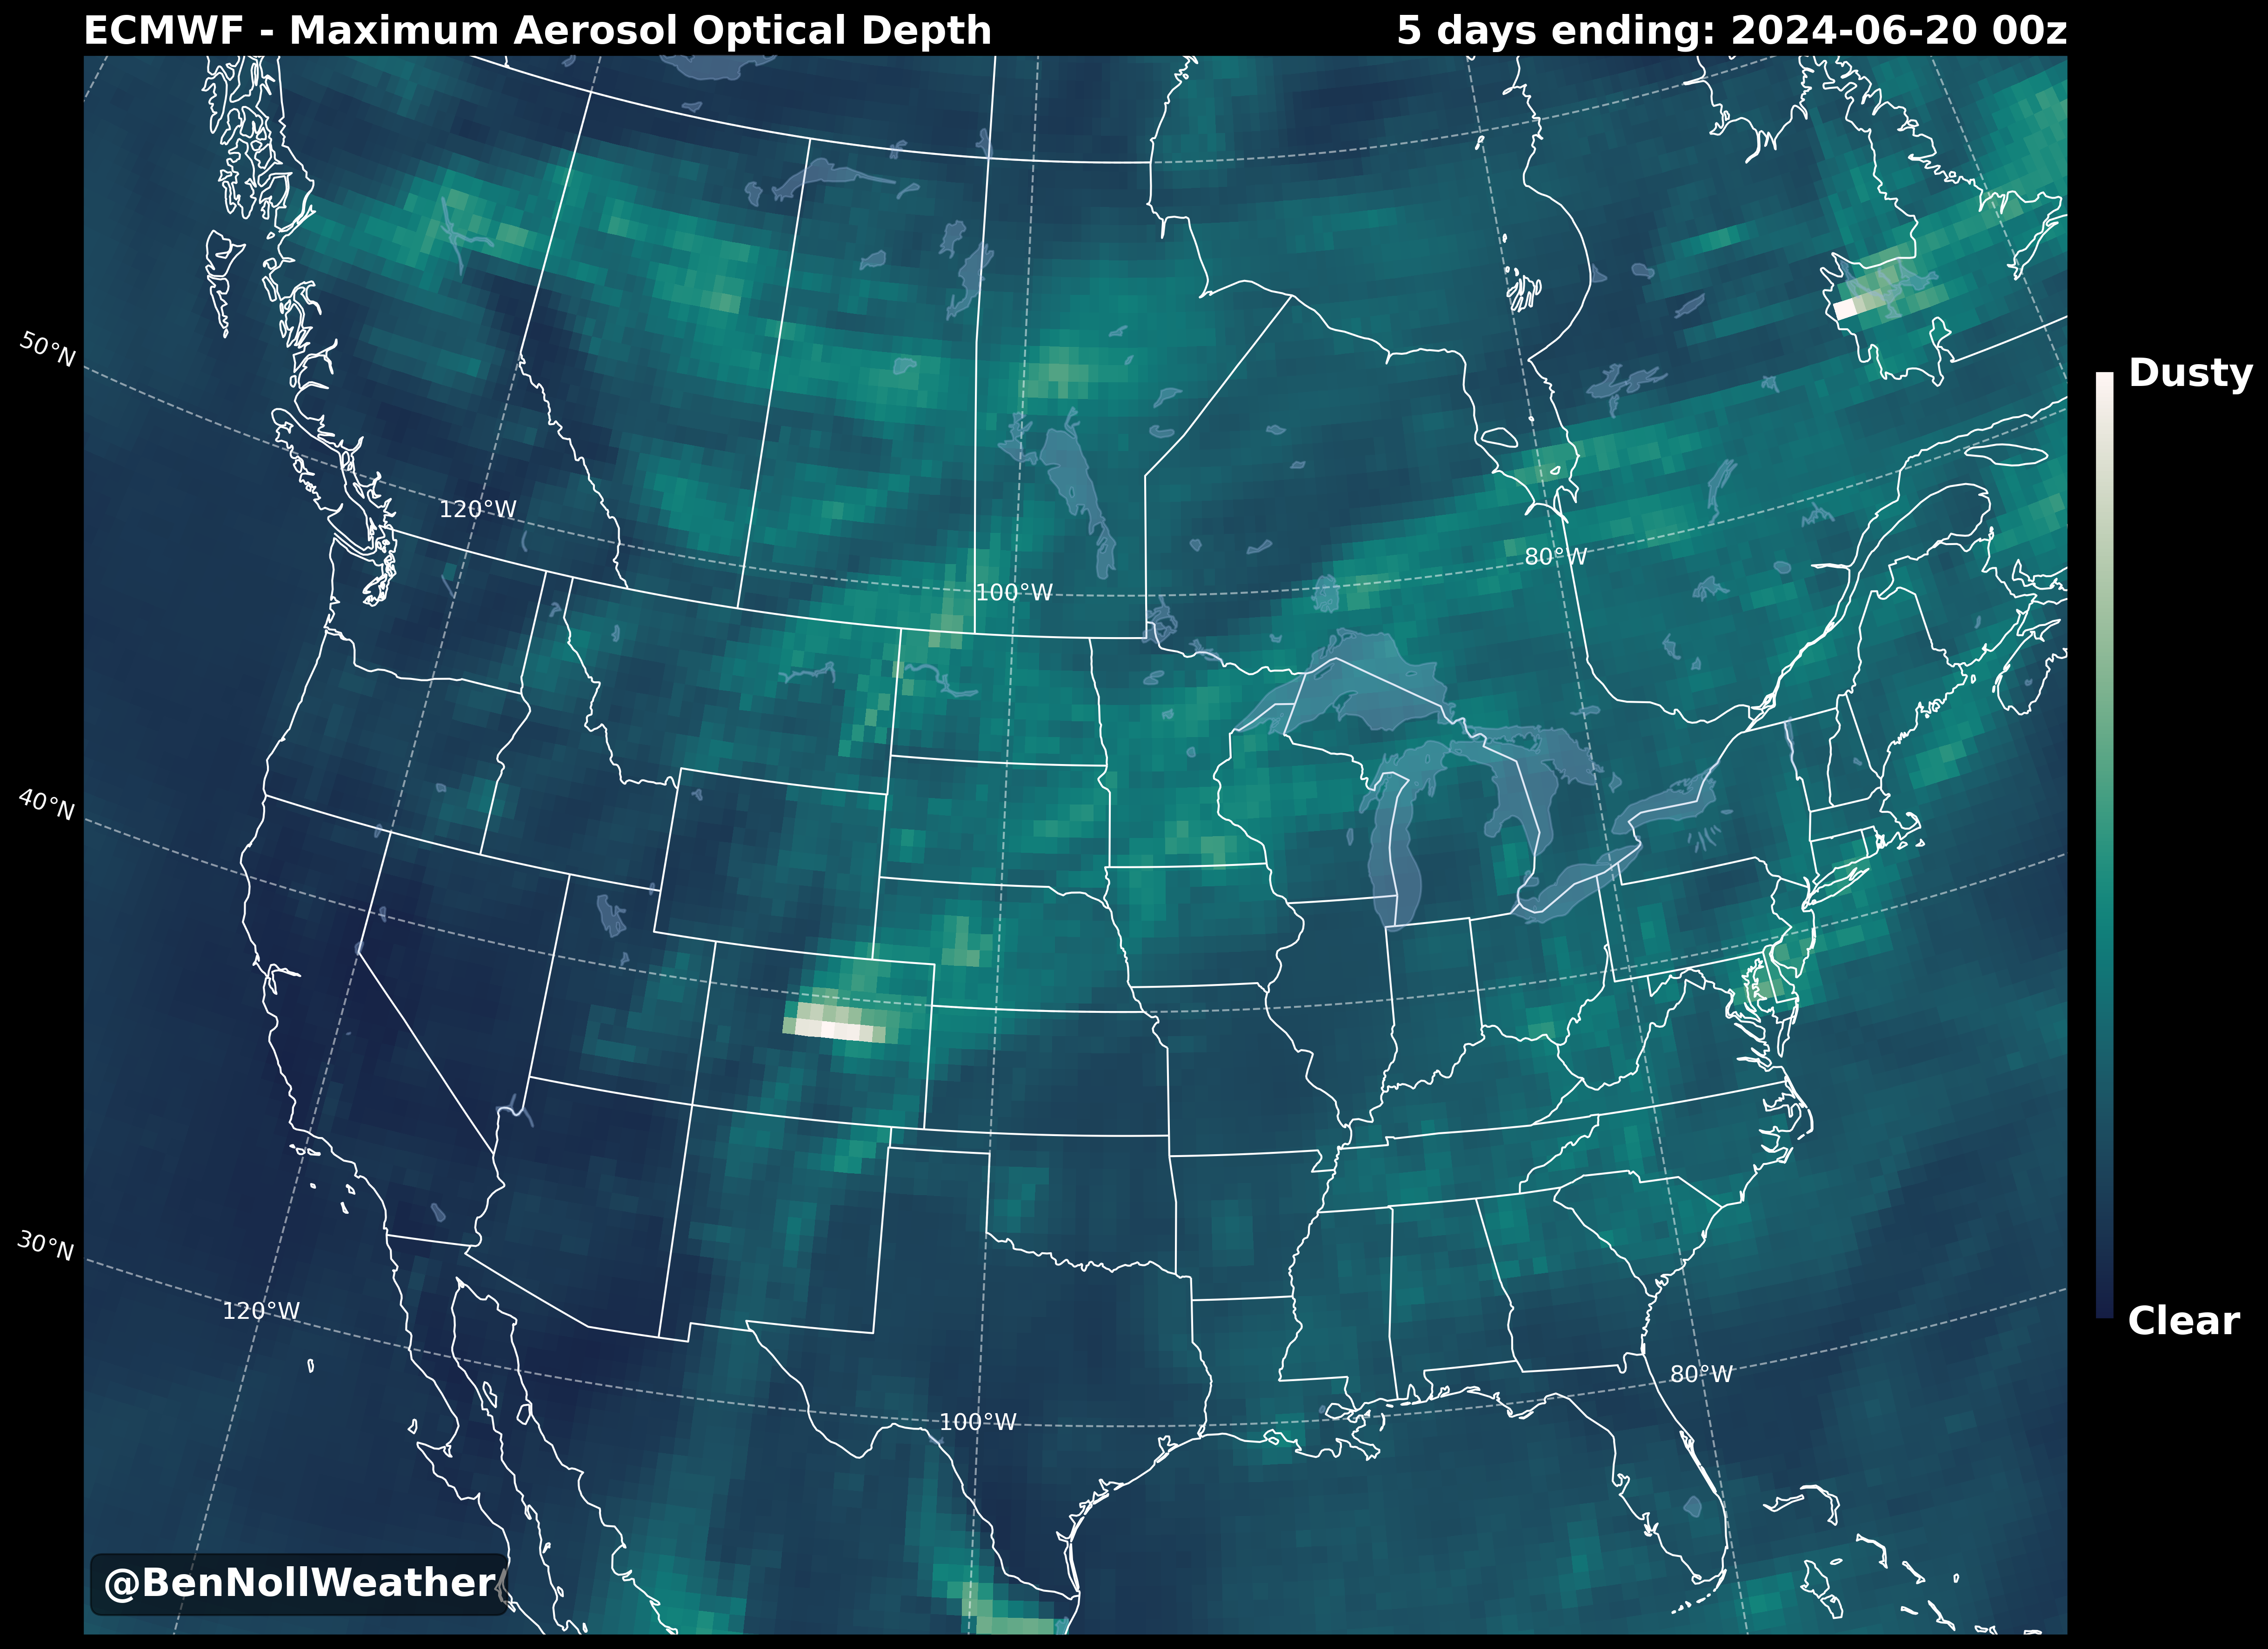 ECMWF - Maximum Aerosol Optical Depth
5 days ending: 2024-06-20 00z
50°N
Dusty
120°W
80°W
100°W
40°N
30°N
120°W
Clear
80°W
100°W
@BenNollWeather